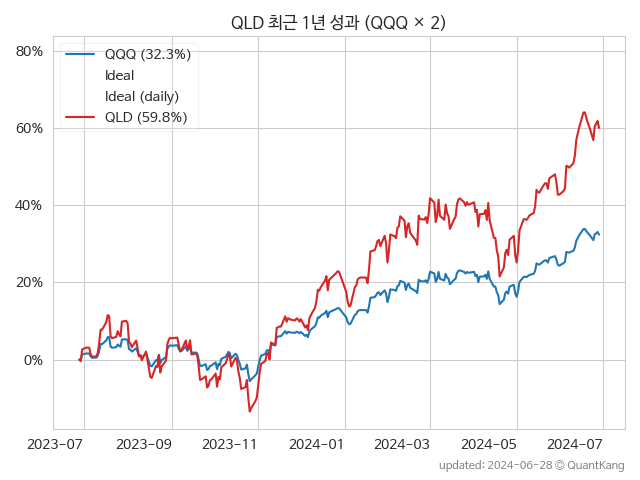 QLD 최근 1년 성과 (QQQ × 2)
80%
60%
40%
20%
0%
QQQ (32.3%)
Ideal
Ideal (daily)
QLD (59.8%)
2023-07
2023-09
2023-11
2024-01
2024-03
2024-05
2024-07
updated: 2024-06-28 © QuantKang